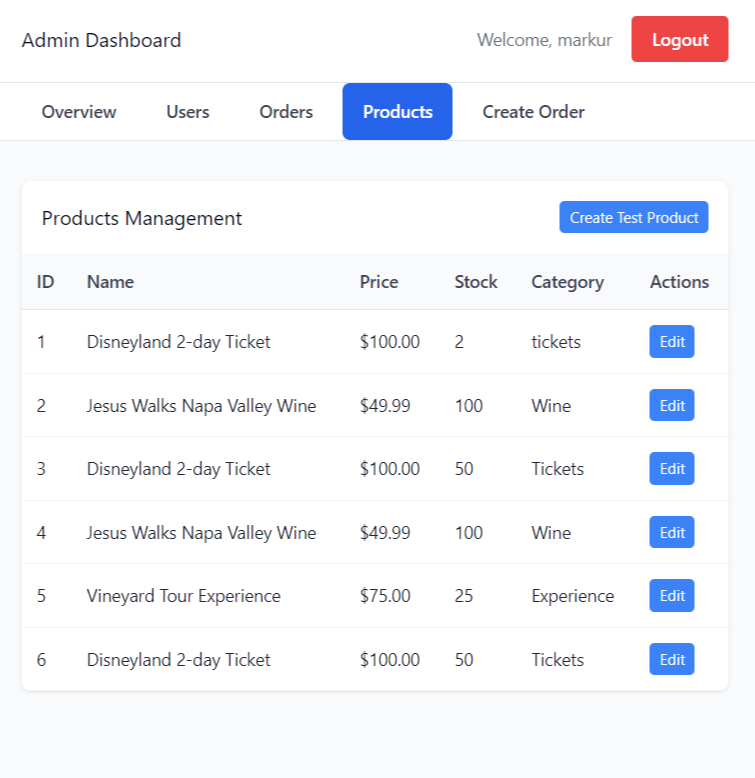 Admin Dashboard Welcome, markur Logout
Overview Users Orders Products Create Order
Products Management Create Test Product
ID Name Price Stock Category Actions
1 Disneyland 2-day Ticket $100.00 2 tickets Edit
2 Jesus Walks Napa Valley Wine $49.99 100 Wine Edit
3 Disneyland 2-day Ticket $100.00 50 Tickets Edit
4 Jesus Walks Napa Valley Wine $49.99 100 Wine Edit
5 Vineyard Tour Experience $75.00 25 Experience Edit
6 Disneyland 2-day Ticket $100.00 50 Tickets Edit